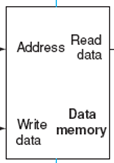 Address Read
data
Write Data
data memory